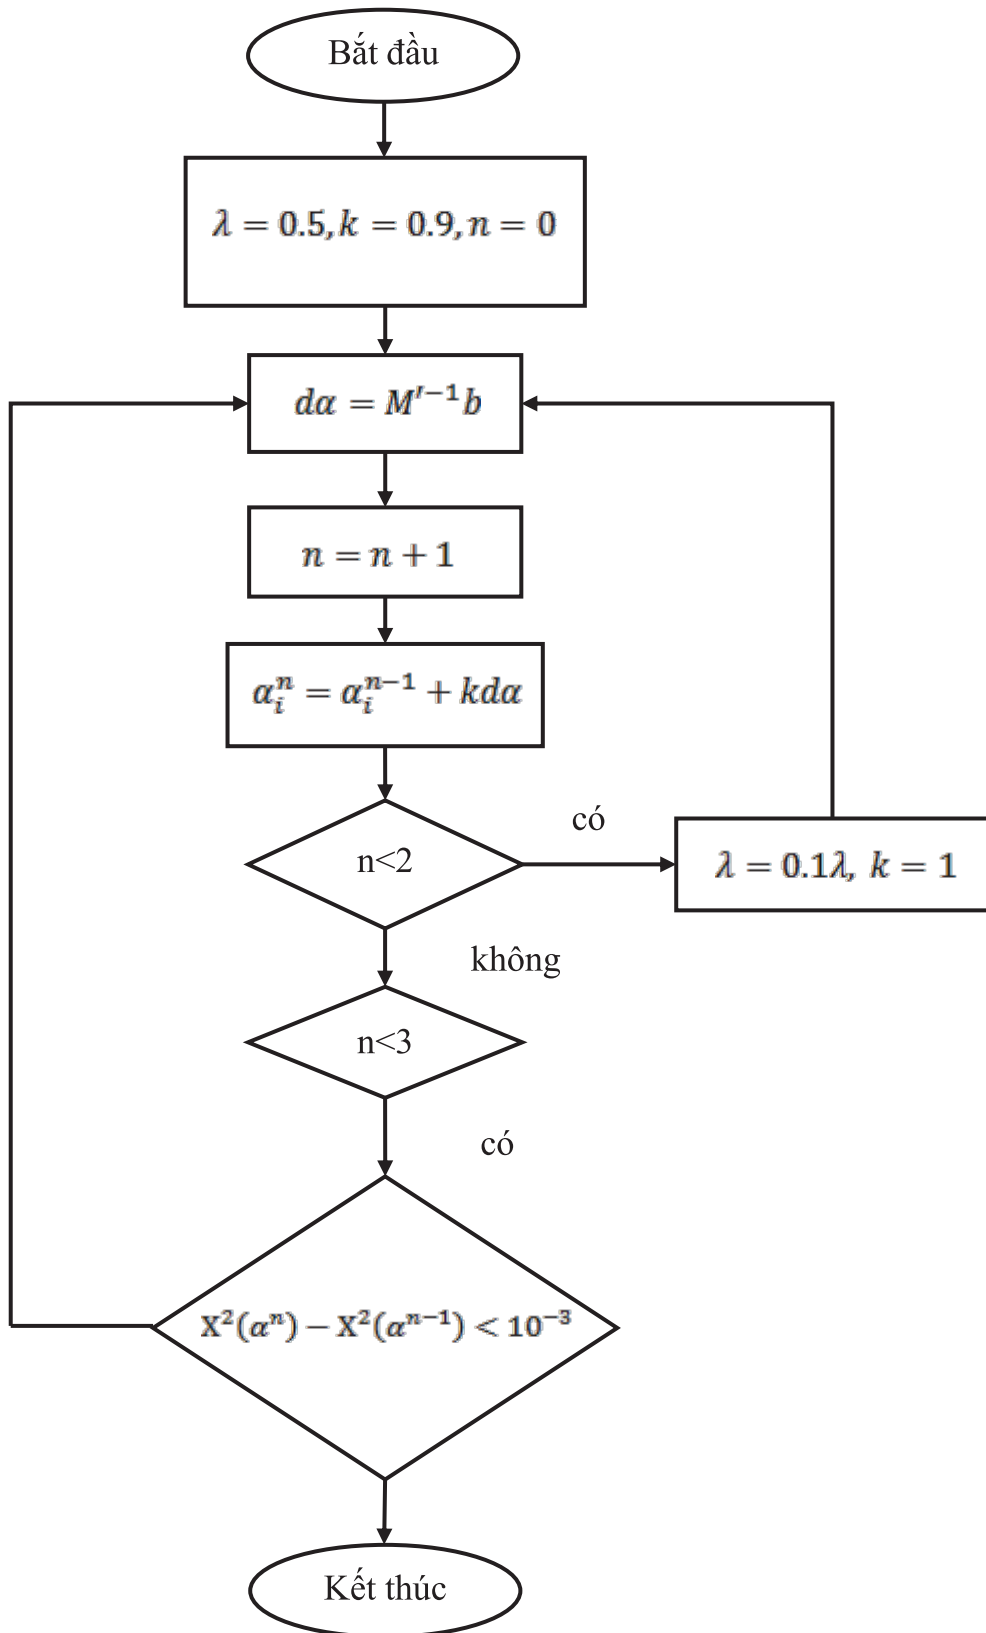 Bắt đầu
λ = 0.5, k = 0.9, n = 0
dα = M′⁻¹b
n = n + 1
αᵢⁿ = αᵢⁿ⁻¹ + kdα
có
n<2
λ = 0.1λ, k = 1
không
n<3
có
X²(αⁿ) − X²(αⁿ⁻¹) < 10⁻³
Kết thúc